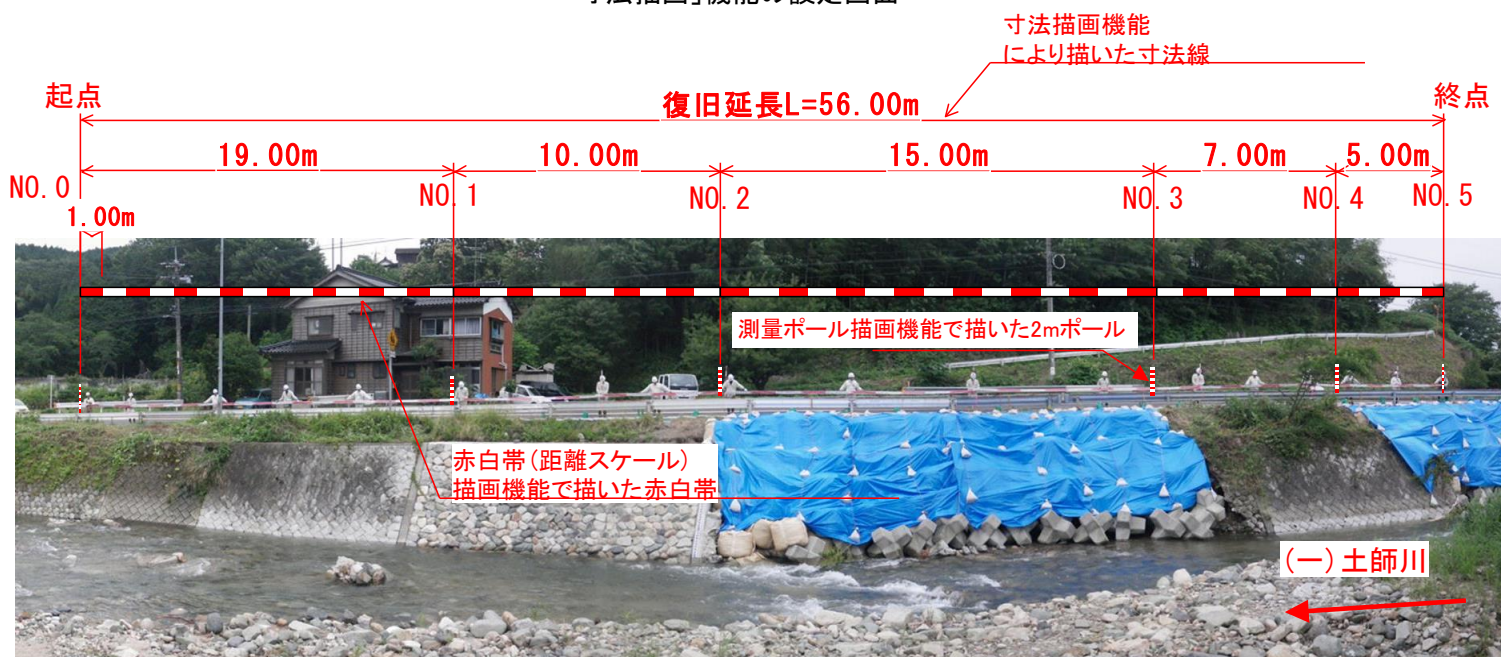 寸法描画機能
により描いた寸法線
起点
復旧延長L=56.00m
終点
19.00m
10.00m
15.00m
7.00m
5.00m
NO.0
NO.1
NO.2
NO.3
NO.4
NO.5
1.00m
測量ポール描画機能で描いた2mポール
赤白帯(距離スケール)
描画機能で描いた赤白帯
(一)土師川